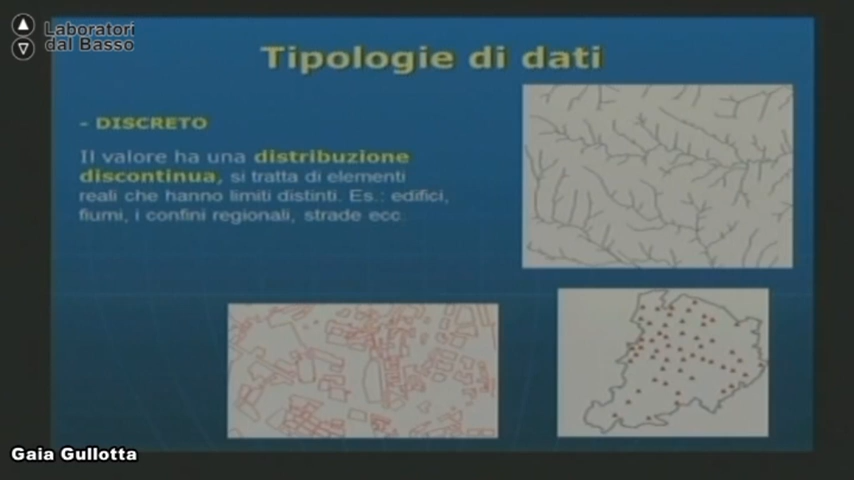 Laboratori
dal Basso
Tipologie di dati
- DISCRETO
Il valore ha una distribuzione
discontinua, si tratta di elementi
reali che hanno limiti distinti. Es.: edifici,
fiumi, i confini regionali, strade ecc.
Gaia Gullotta